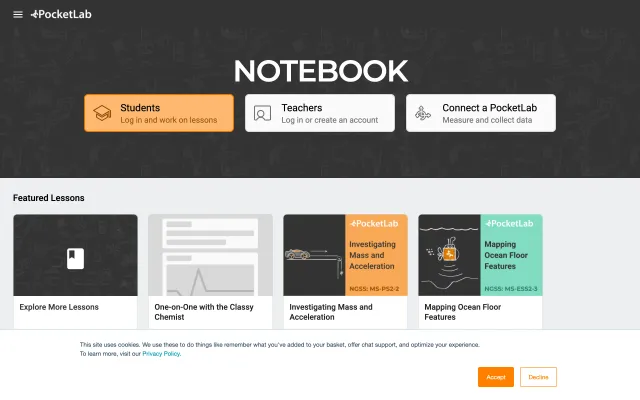 PocketLab
NOTEBOOK
Students
Log in and work on lessons
Teachers
Log in or create an account
Connect a PocketLab
Measure and collect data
Featured Lessons
Explore More Lessons
One-on-One with the Classy
Chemist
PocketLab
Investigating
Mass and
Acceleration
NGSS: MS-PS2-2
Investigating Mass and
Acceleration
PocketLab
Mapping
Ocean Floor
Features
NGSS: MS-ESS2-3
Mapping Ocean Floor
Features
This site uses cookies. We use these to do things like remember what you've added to your basket, offer chat support, and optimize your experience.
To learn more, visit our Privacy Policy.
Accept
Decline